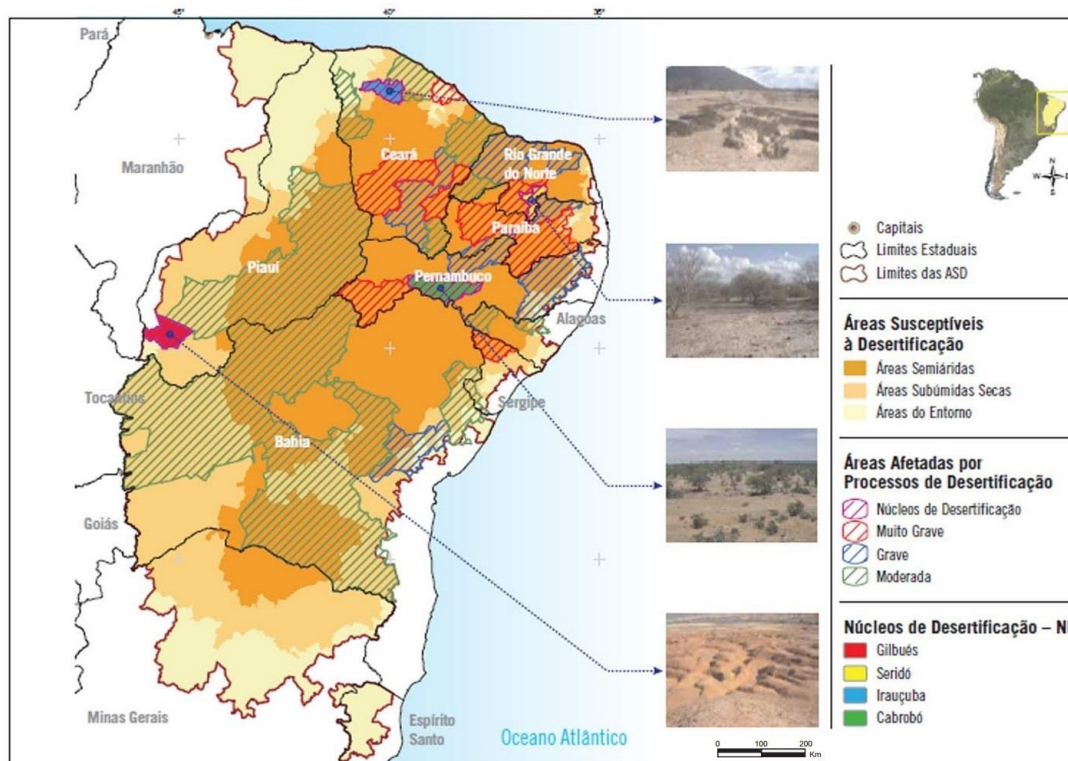 45°
40°
35°
Pará
Maranhão
Ceará
Rio Grande
do Norte
Paraíba
Piauí
Pernambuco
Alagoas
Tocantins
Sergipe
Bahia
Goiás
Minas Gerais
Espírito
Santo
Oceano Atlântico
0 100 200
Km
N
W
S
Capitais
Limites Estaduais
Limites das ASD
Áreas Susceptíveis
à Desertificação
Áreas Semiáridas
Áreas Subúmidas Secas
Áreas do Entorno
Áreas Afetadas por
Processos de Desertificação
Núcleos de Desertificação
Muito Grave
Grave
Moderada
Núcleos de Desertificação –
Gilbués
Seridó
Irauçuba
Cabrobó